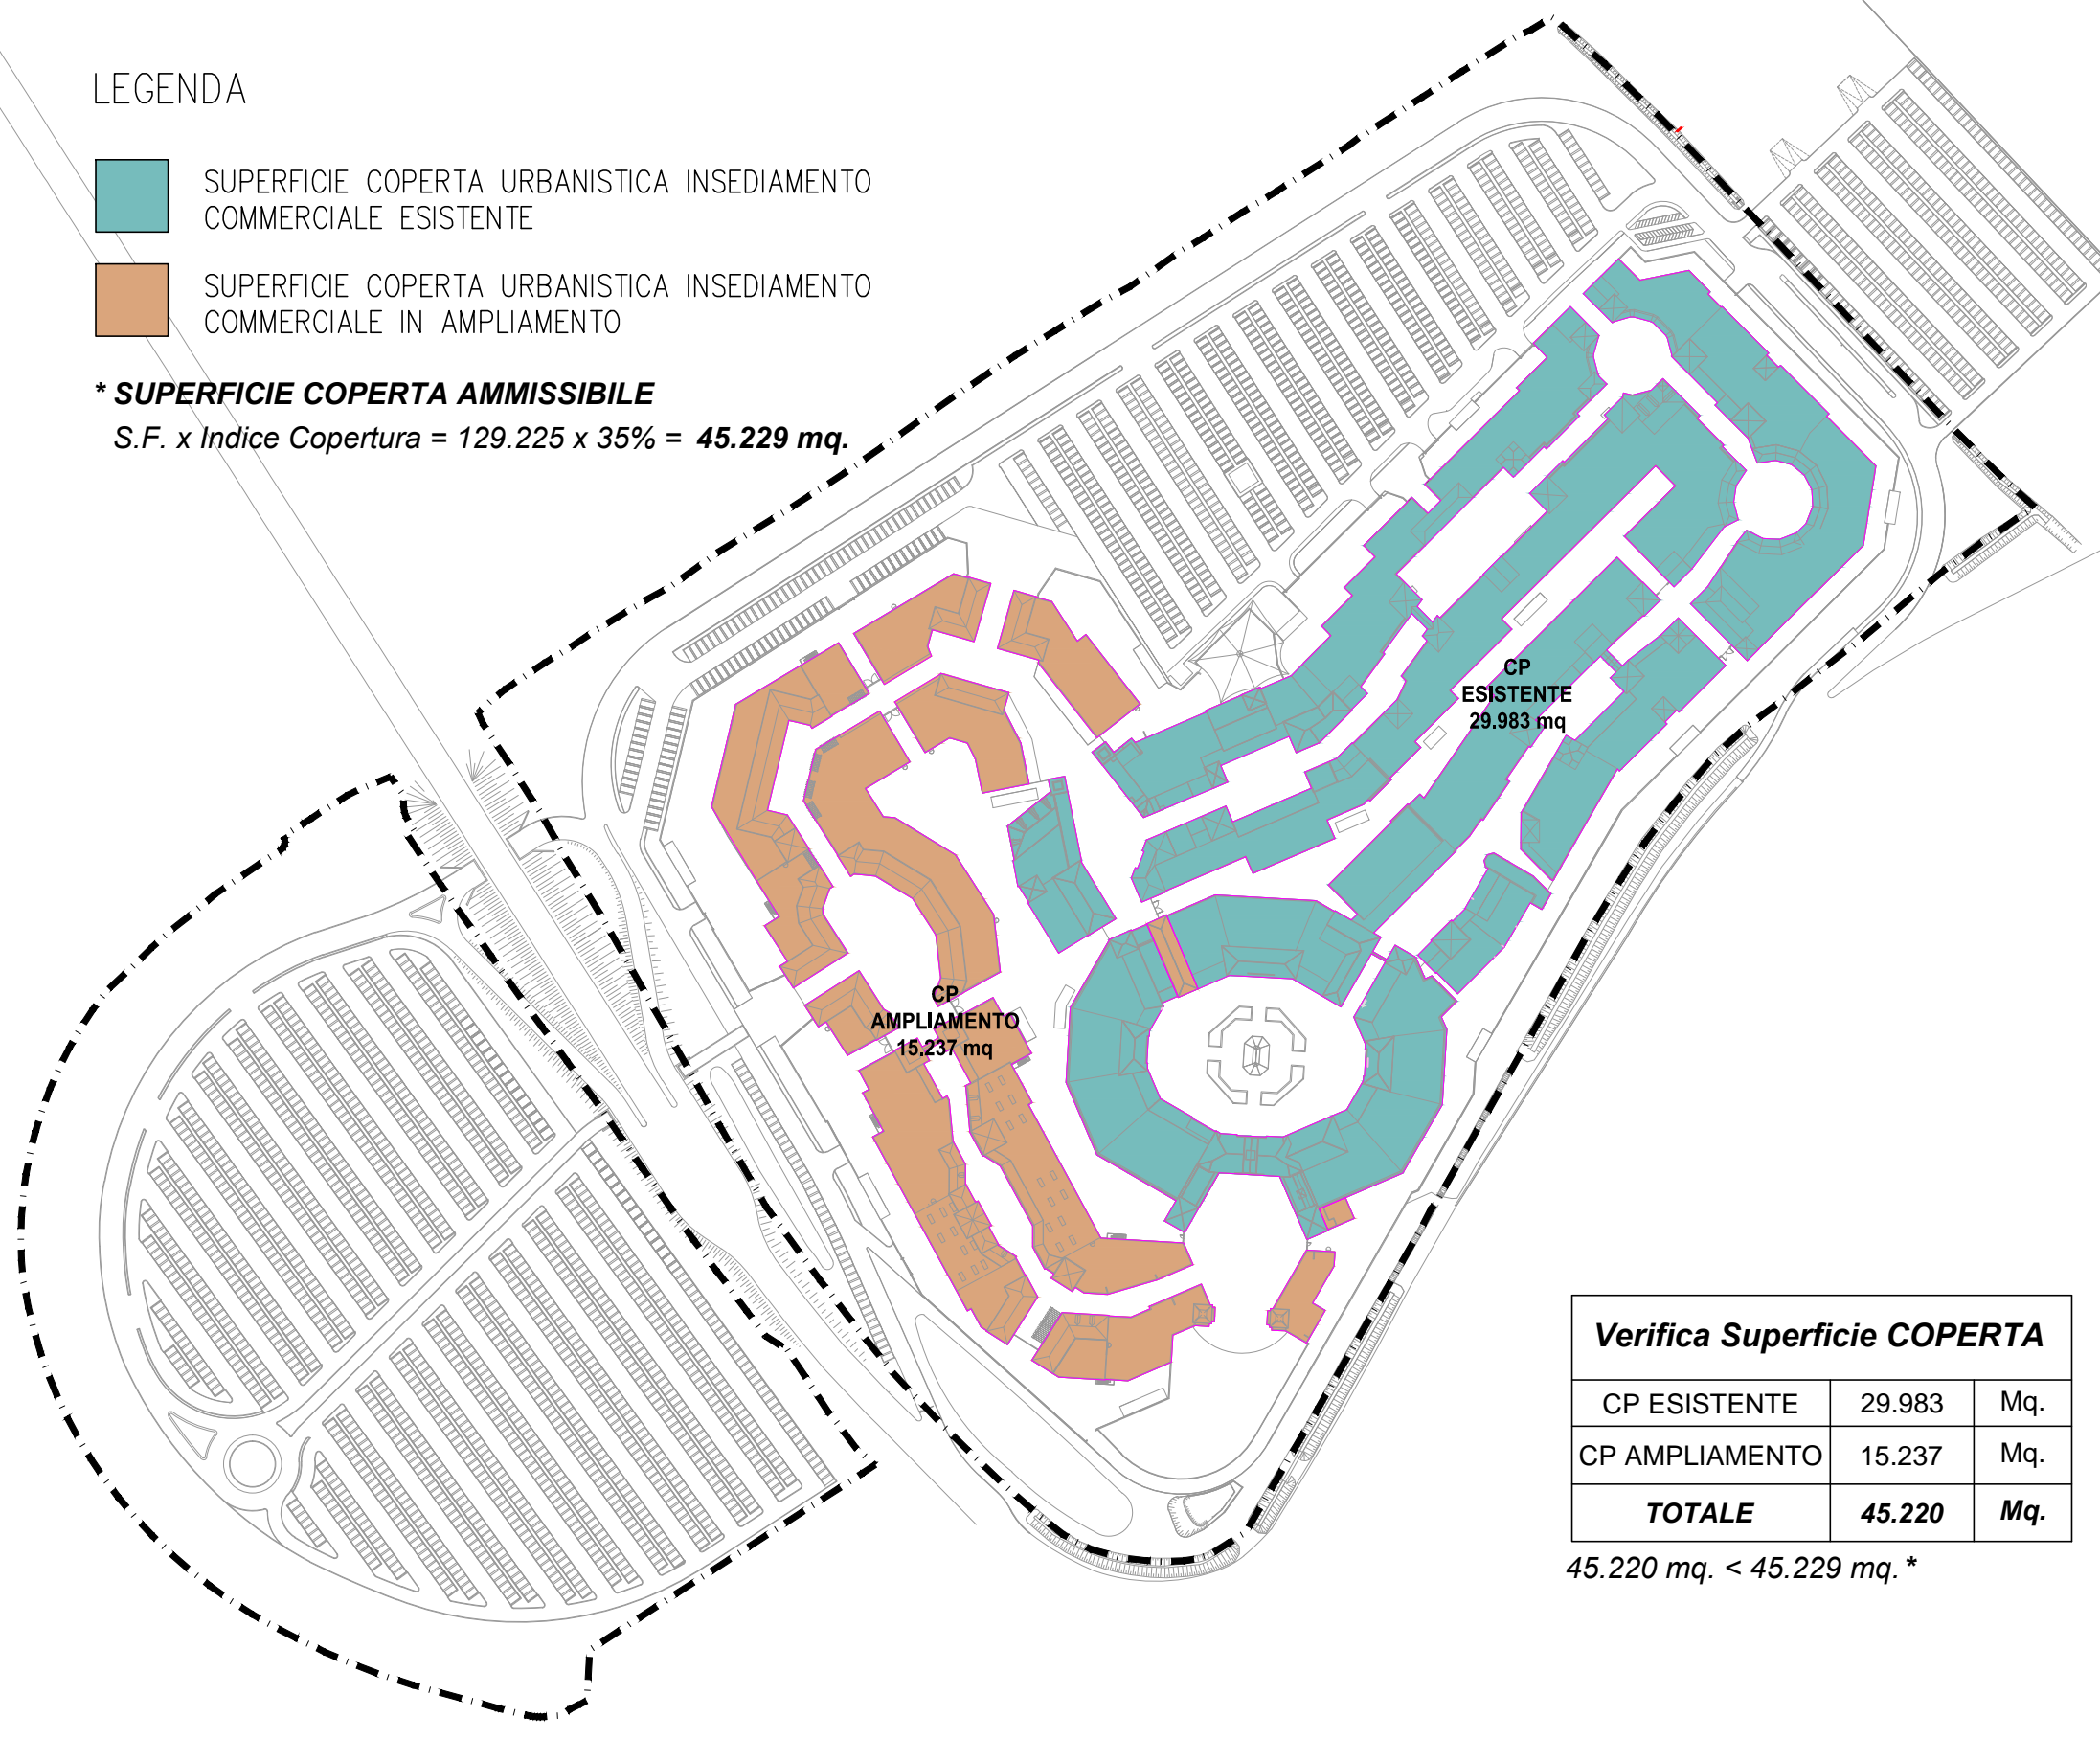 LEGENDA
SUPERFICIE COPERTA URBANISTICA INSEDIAMENTO
COMMERCIALE ESISTENTE
SUPERFICIE COPERTA URBANISTICA INSEDIAMENTO
COMMERCIALE IN AMPLIAMENTO
* SUPERFICIE COPERTA AMMISSIBILE
S.F. x Indice Copertura = 129.225 x 35% = 45.229 mq.
CP
ESISTENTE
29.983 mq
CP
AMPLIAMENTO
15.237 mq
Verifica Superficie COPERTA
CP ESISTENTE 29.983 Mq.
CP AMPLIAMENTO 15.237 Mq.
TOTALE 45.220 Mq.
45.220 mq. < 45.229 mq. *